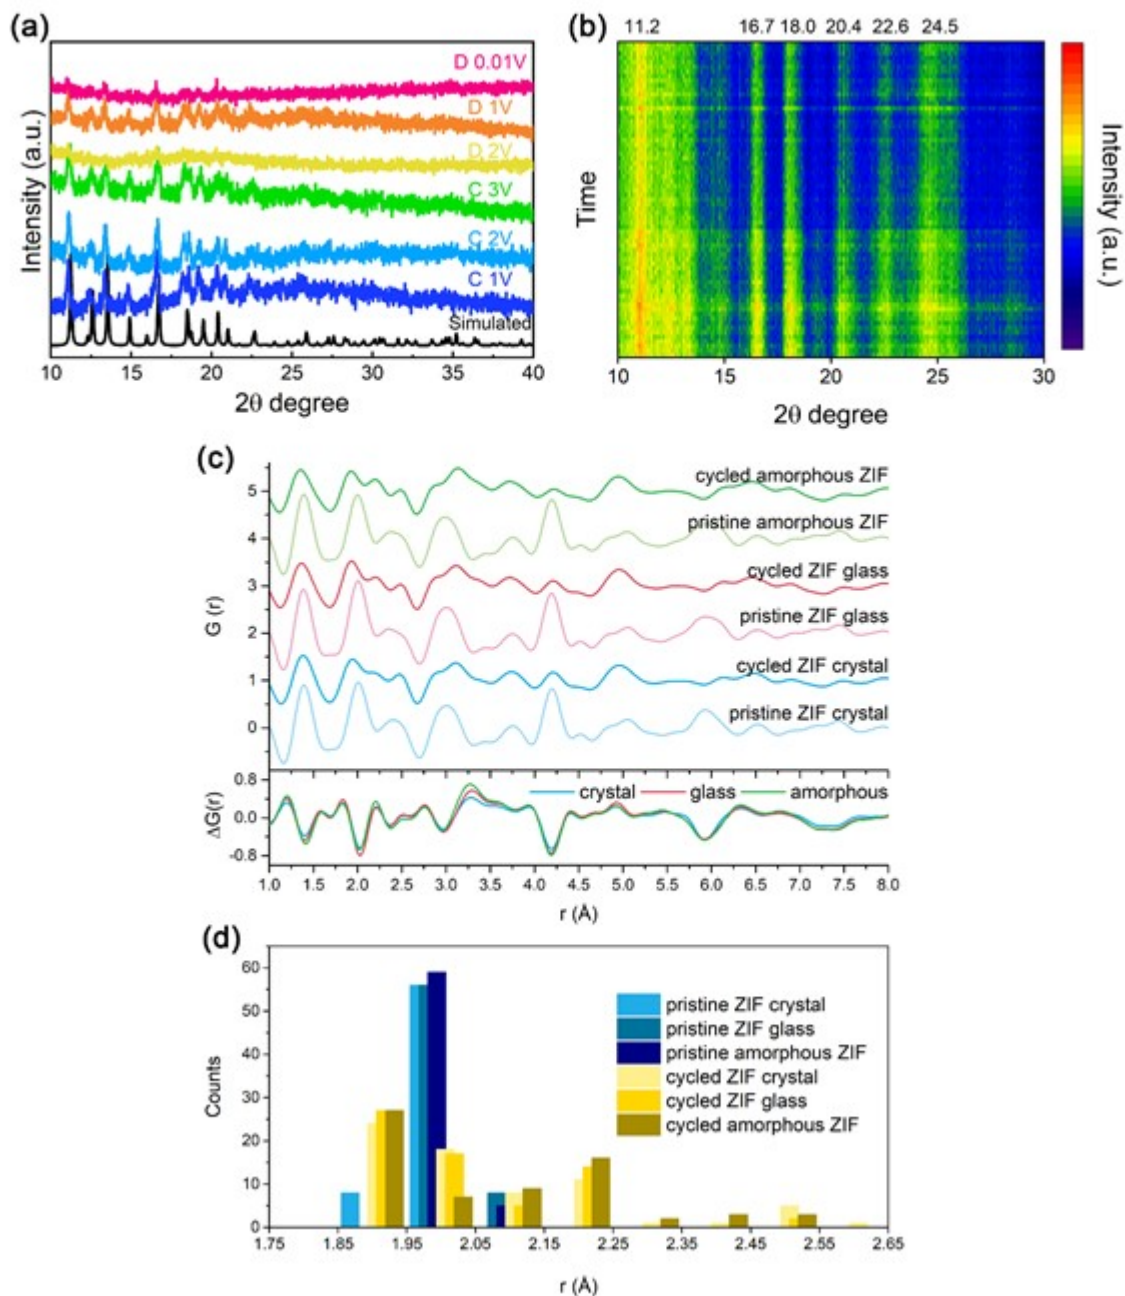 (a)
Intensity (a.u.)
D 0.01V
D 1V
D 2V
C 3V
C 2V
C 1V
Simulated
10 15 20 25 30 35 40
2θ degree
(b)
11.2 16.7 18.0 20.4 22.6 24.5
Time
10 15 20 25 30
2θ degree
Intensity (a.u.)
(c)
G (r)
5
4
3
2
1
0
cycled amorphous ZIF
pristine amorphous ZIF
cycled ZIF glass
pristine ZIF glass
cycled ZIF crystal
pristine ZIF crystal
ΔG(r)
0.8
0.0
-0.8
crystal glass amorphous
1.0 1.5 2.0 2.5 3.0 3.5 4.0 4.5 5.0 5.5 6.0 6.5 7.0 7.5 8.0
r (Å)
(d)
Counts
60
50
40
30
20
10
0
pristine ZIF crystal
pristine ZIF glass
pristine amorphous ZIF
cycled ZIF crystal
cycled ZIF glass
cycled amorphous ZIF
1.75 1.85 1.95 2.05 2.15 2.25 2.35 2.45 2.55 2.65
r (Å)